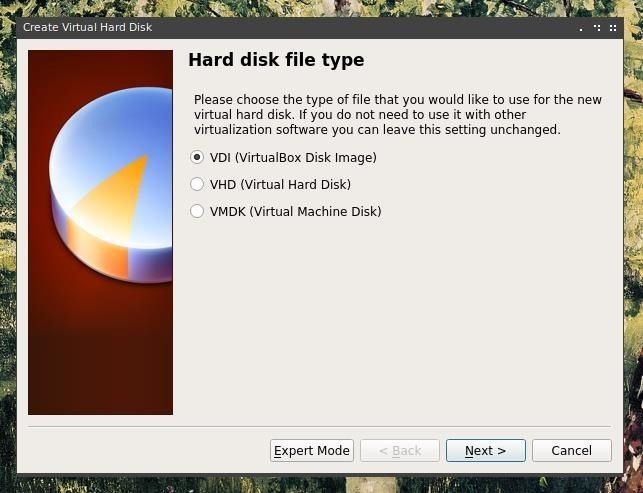 Create Virtual Hard Disk
Hard disk file type
Please choose the type of file that you would like to use for the new
virtual hard disk. If you do not need to use it with other
virtualization software you can leave this setting unchanged.
VDI (VirtualBox Disk Image)
VHD (Virtual Hard Disk)
VMDK (Virtual Machine Disk)
Expert Mode
< Back
Next >
Cancel